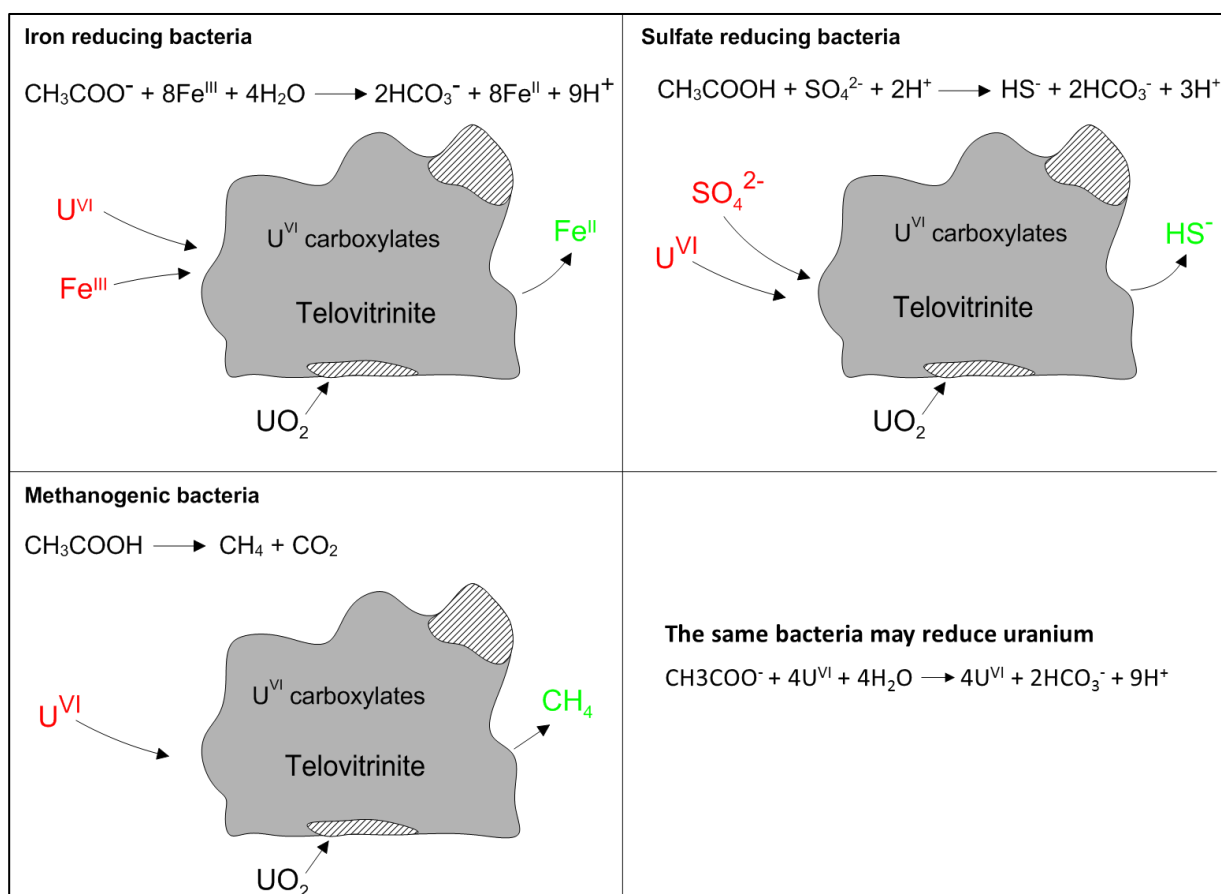 Iron reducing bacteria
CH₃COO⁻ + 8Feᴵᴵᴵ + 4H₂O ⟶ 2HCO₃⁻ + 8Feᴵᴵ + 9H⁺
Uⱽᴵ
Feᴵᴵᴵ
Uⱽᴵ carboxylates
Telovitrinite
Feᴵᴵ
UO₂
Sulfate reducing bacteria
CH₃COOH + SO₄²⁻ + 2H⁺ ⟶ HS⁻ + 2HCO₃⁻ + 3H⁺
SO₄²⁻
Uⱽᴵ
Uⱽᴵ carboxylates
Telovitrinite
HS⁻
UO₂
Methanogenic bacteria
CH₃COOH ⟶ CH₄ + CO₂
Uⱽᴵ
Uⱽᴵ carboxylates
Telovitrinite
CH₄
UO₂
The same bacteria may reduce uranium
CH3COO⁻ + 4Uⱽᴵ + 4H₂O ⟶ 4Uⱽᴵ + 2HCO₃⁻ + 9H⁺